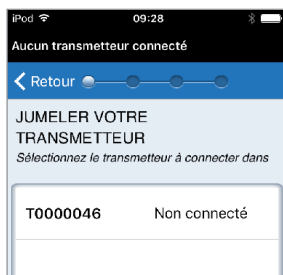 iPod 09:28
Aucun transmetteur connecté
Retour
JUMELER VOTRE
TRANSMETTEUR
Sélectionnez le transmetteur à connecter dans
T0000046 Non connecté